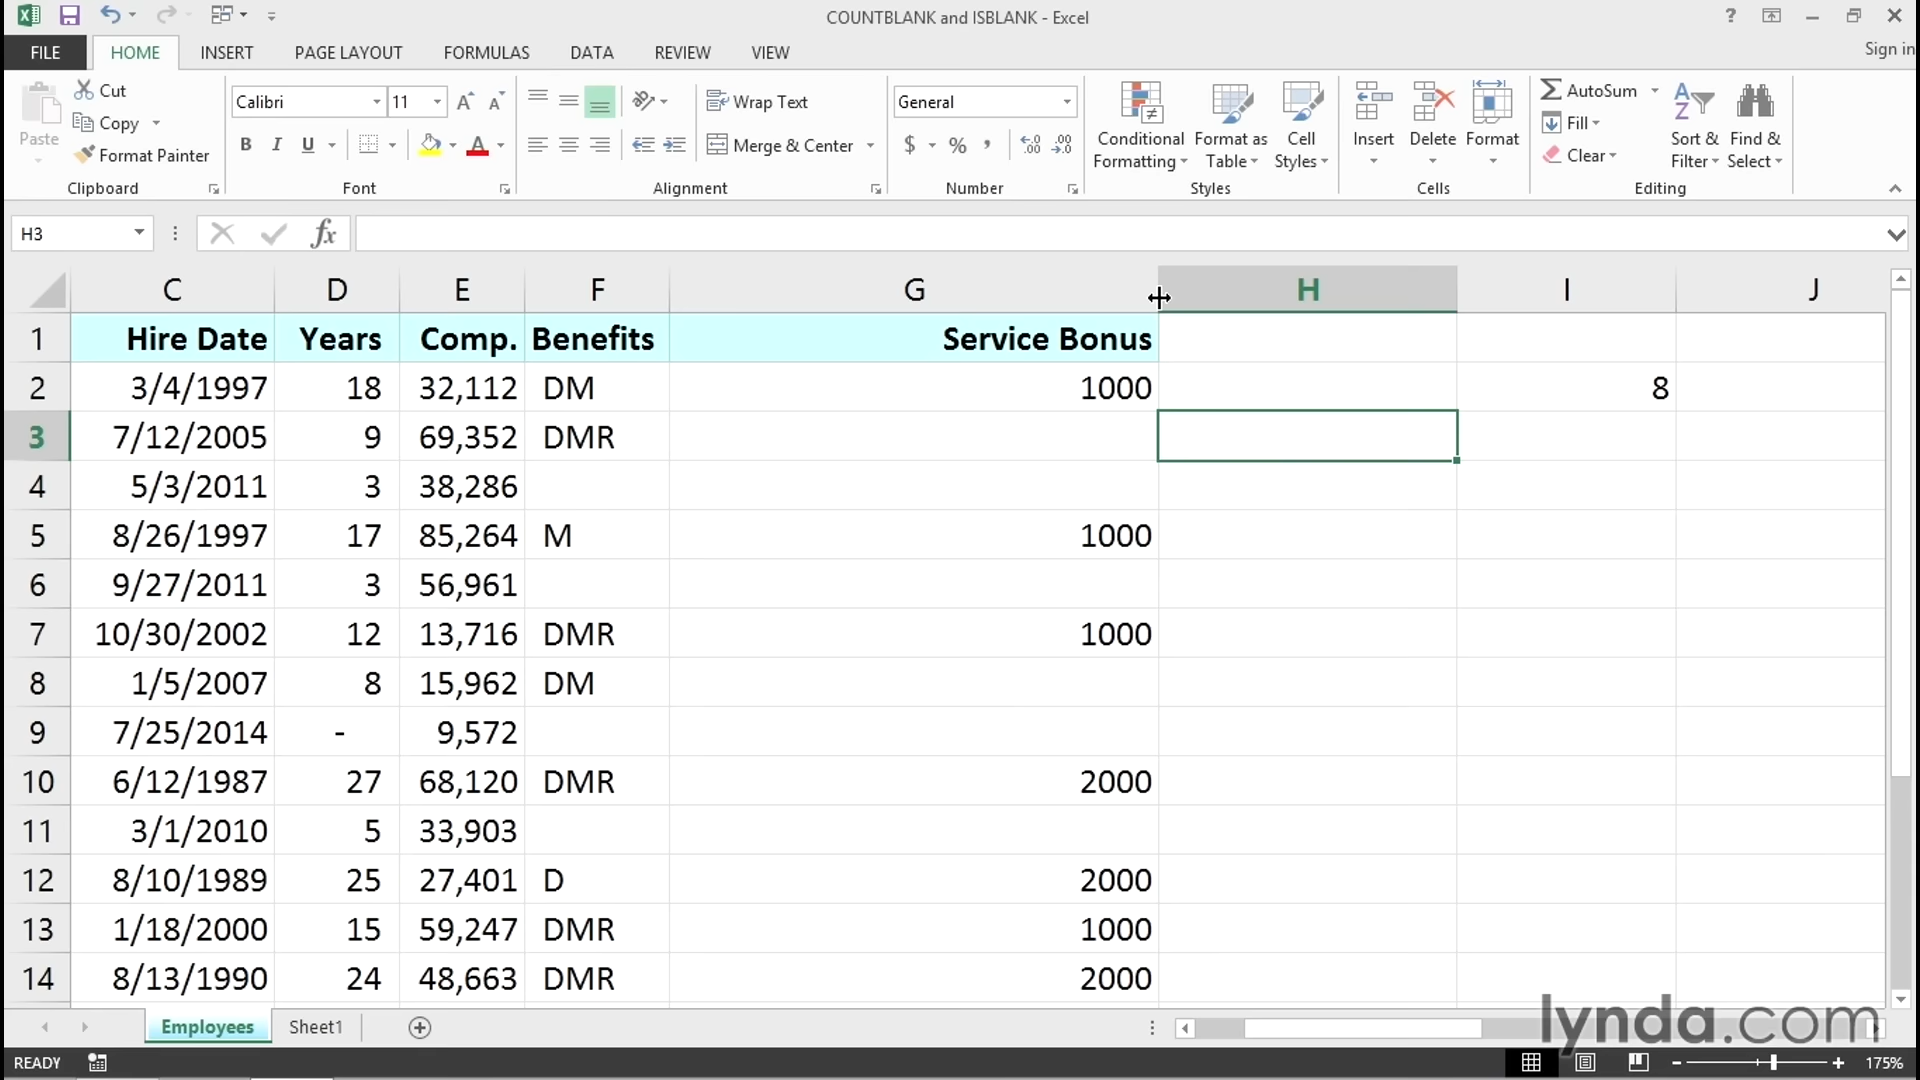 COUNTBLANK and ISBLANK - Excel
?
Sign in
FILE HOME INSERT PAGE LAYOUT FORMULAS DATA REVIEW VIEW
Paste
Cut
Copy
Format Painter
Clipboard
Calibri 11 A A
B I U A
Font
Wrap Text
Merge & Center
Alignment
General
$ % , .00 .00
Number
Conditional Formatting
Format as Table
Cell Styles
Styles
Insert Delete Format
Cells
AutoSum
Fill
Clear
Sort & Filter
Find & Select
Editing
H3 fx
C D E F G H I J
1 Hire Date Years Comp. Benefits Service Bonus
2 3/4/1997 18 32,112 DM 1000 8
3 7/12/2005 9 69,352 DMR
4 5/3/2011 3 38,286
5 8/26/1997 17 85,264 M 1000
6 9/27/2011 3 56,961
7 10/30/2002 12 13,716 DMR 1000
8 1/5/2007 8 15,962 DM
9 7/25/2014 - 9,572
10 6/12/1987 27 68,120 DMR 2000
11 3/1/2010 5 33,903
12 8/10/1989 25 27,401 D 2000
13 1/18/2000 15 59,247 DMR 1000
14 8/13/1990 24 48,663 DMR 2000
Employees Sheet1
lynda.com
READY 175%